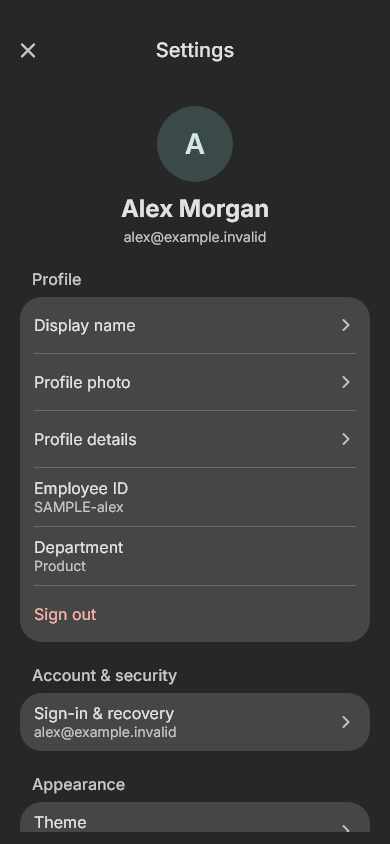 Settings
A
Alex Morgan
alex@example.invalid
Profile
Display name
Profile photo
Profile details
Employee ID
SAMPLE-alex
Department
Product
Sign out
Account & security
Sign-in & recovery
alex@example.invalid
Appearance
Theme